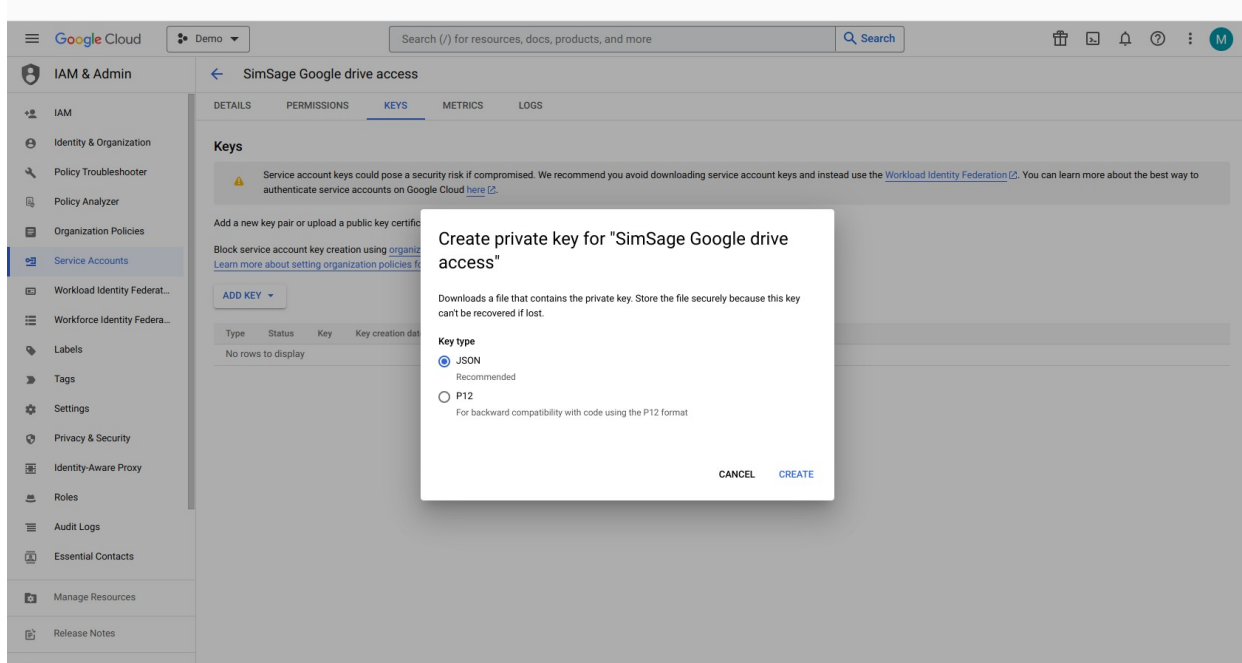 Google Cloud
Demo
Search (/) for resources, docs, products, and more
Search
M
IAM & Admin
SimSage Google drive access
IAM
Identity & Organization
Policy Troubleshooter
Policy Analyzer
Organization Policies
Service Accounts
Workload Identity Federat...
Workforce Identity Federa...
Labels
Tags
Settings
Privacy & Security
Identity-Aware Proxy
Roles
Audit Logs
Essential Contacts
Manage Resources
Release Notes
DETAILS PERMISSIONS KEYS METRICS LOGS
Keys
Service account keys could pose a security risk if compromised. We recommend you avoid downloading service account keys and instead use the Workload Identity Federation. You can learn more about the best way to
authenticate service accounts on Google Cloud here.
Add a new key pair or upload a public key certific
Block service account key creation using organiz
Learn more about setting organization policies fo
ADD KEY
Type Status Key Key creation dat
No rows to display
Create private key for "SimSage Google drive
access"
Downloads a file that contains the private key. Store the file securely because this key
can't be recovered if lost.
Key type
JSON
Recommended
P12
For backward compatibility with code using the P12 format
CANCEL CREATE